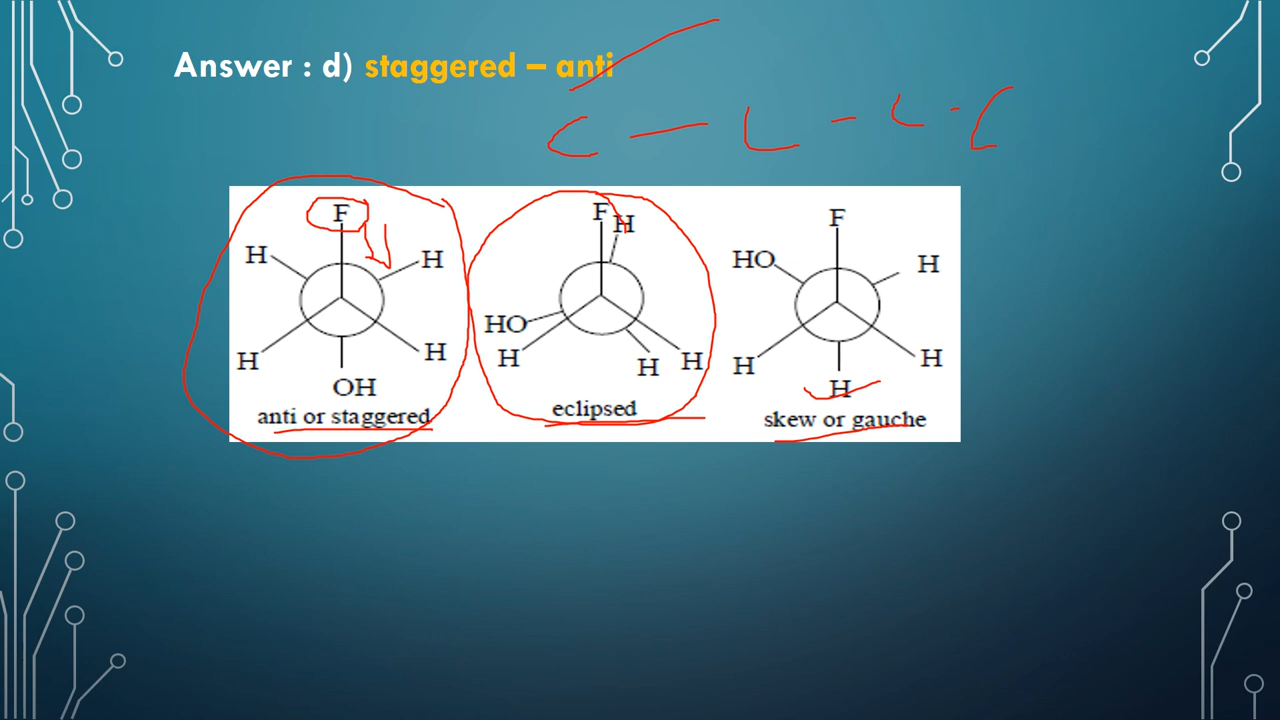 Answer : d) staggered – anti
C — C - C - C
F
H
H
H
H
OH
anti or staggered
F
H
HO
H
H
H
eclipsed
F
HO
H
H
H
H
skew or gauche